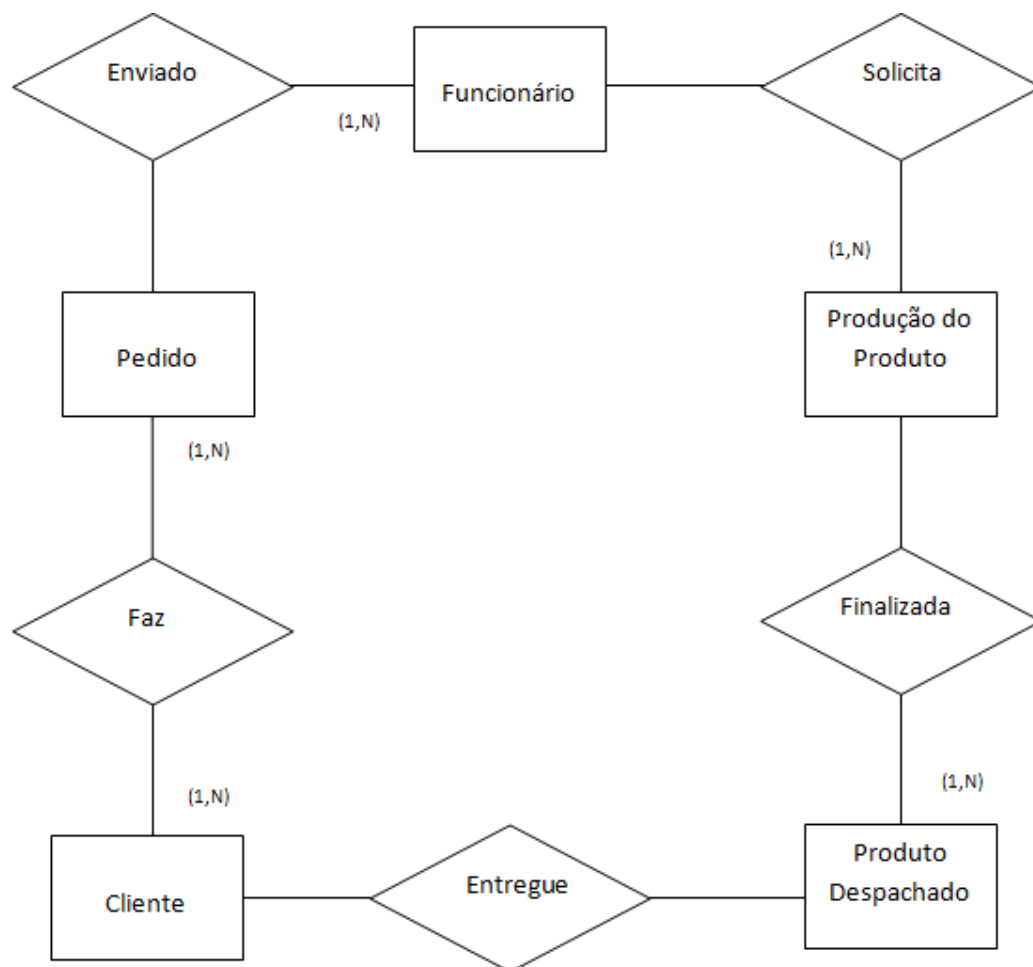 Enviado
Funcionário
Solicita
(1,N)
(1,N)
Produção do
Produto
Pedido
(1,N)
Faz
Finalizada
(1,N)
(1,N)
Produto
Despachado
Entregue
Cliente